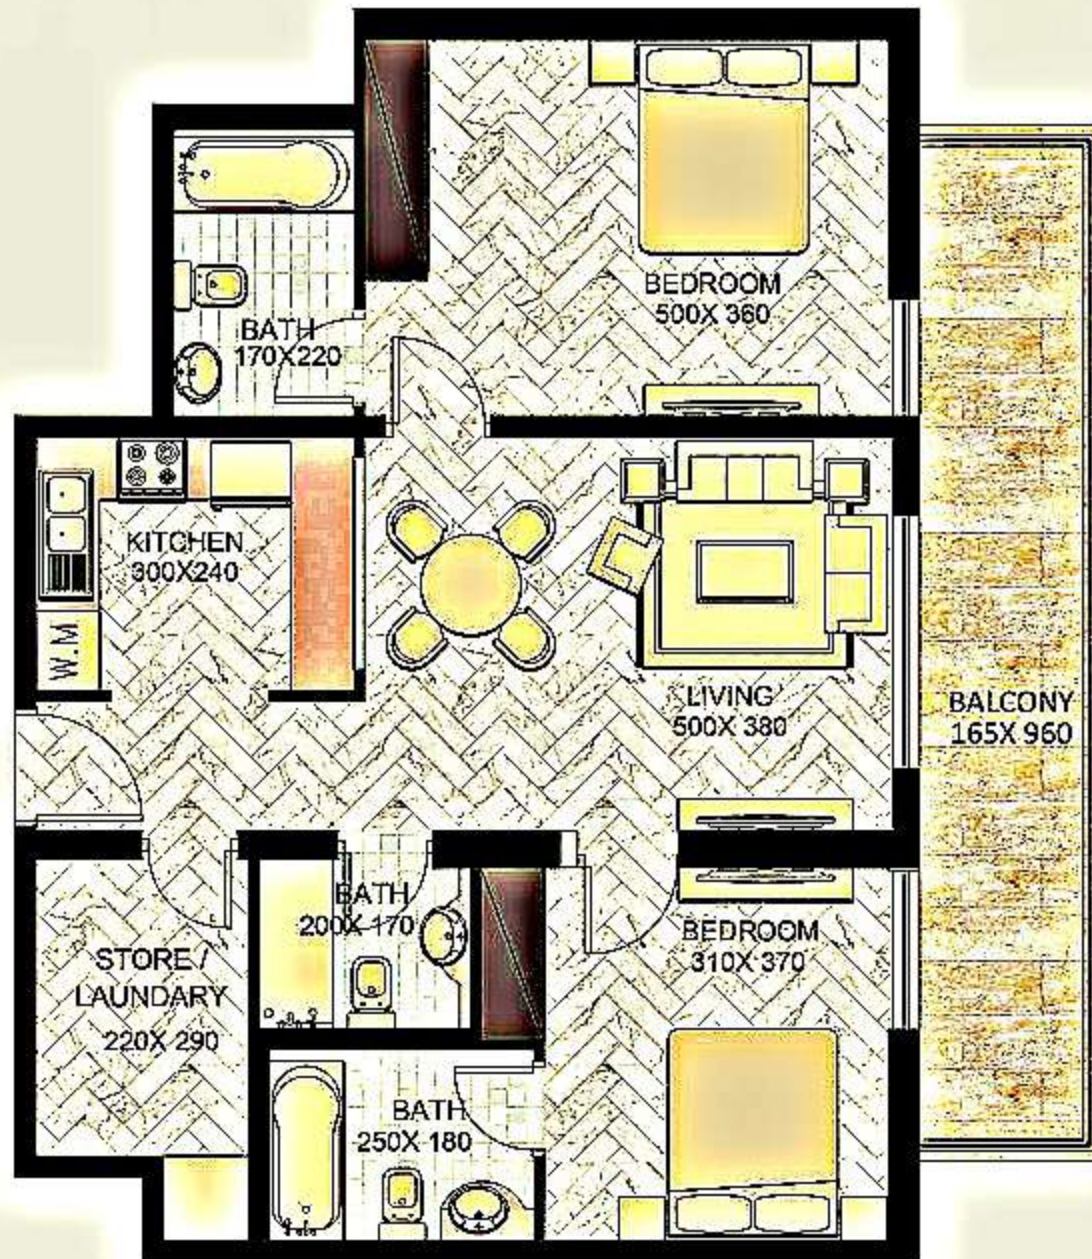 BEDROOM
500X 360
BATH
170X220
KITCHEN
300X240
W.M
LIVING
500X 380
BALCONY
165X 960
BATH
200X 170
BEDROOM
310X 370
STORE /
LAUNDARY
220X 290
BATH
250X 180